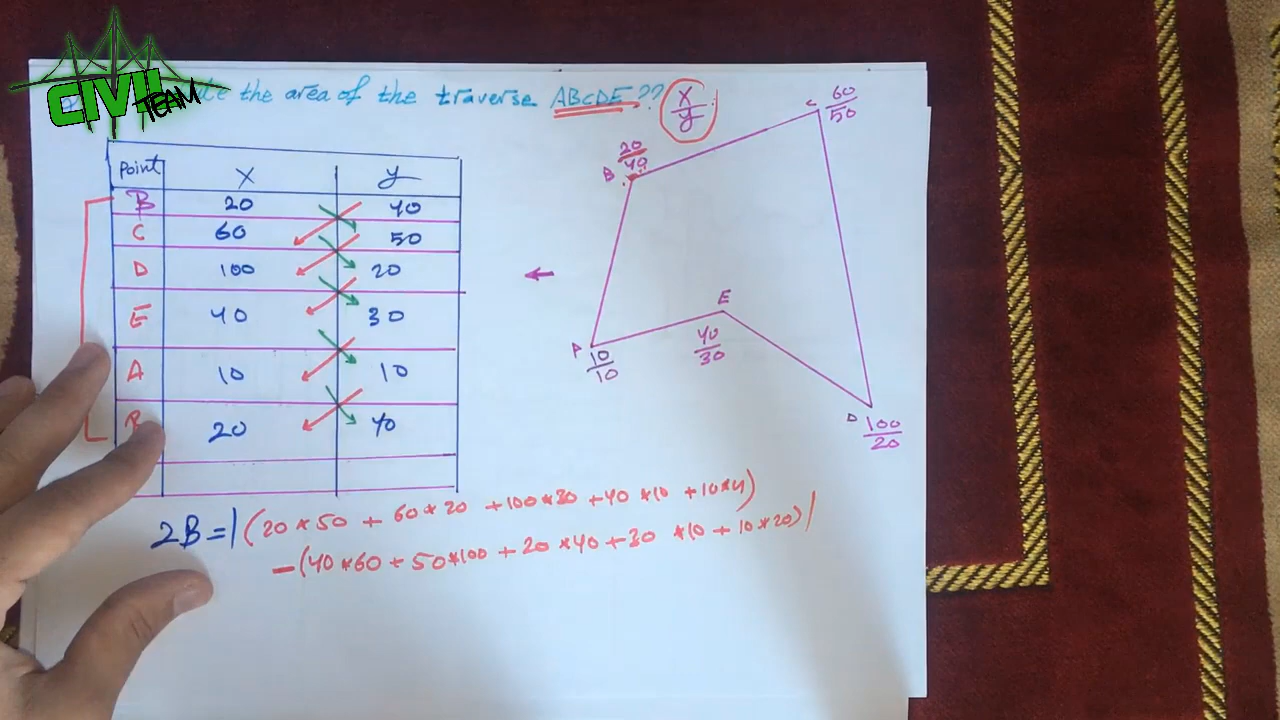 CIVIL
TEAM
the area of the traverse ABCDE ??
x/y
Point X y
B 20 40
C 60 50
D 100 20
E 40 30
A 10 10
20 40
B 20/40
C 60/50
E
40/30
A
10/10
D 100/20
2B=|(20*50 + 60*20 +100*30 +40*10 +10*4)
-(40*60 + 50*100 + 20*40 + 30*10 + 10*20)|